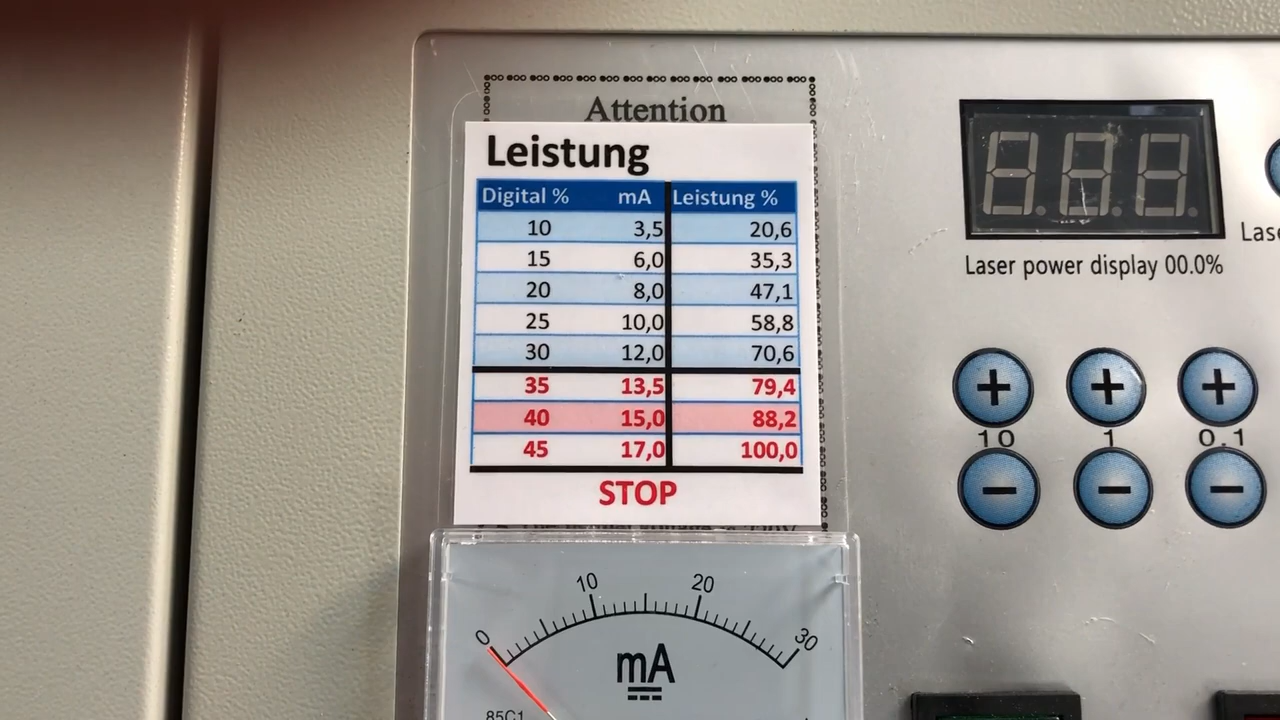 Attention
Leistung
Digital % mA Leistung %
10 3,5 20,6
15 6,0 35,3
20 8,0 47,1
25 10,0 58,8
30 12,0 70,6
35 13,5 79,4
40 15,0 88,2
45 17,0 100,0
STOP
Laser power display 00.0%
+ + +
10 1 0.1
- - -
0 10 20 30
mA
85C1